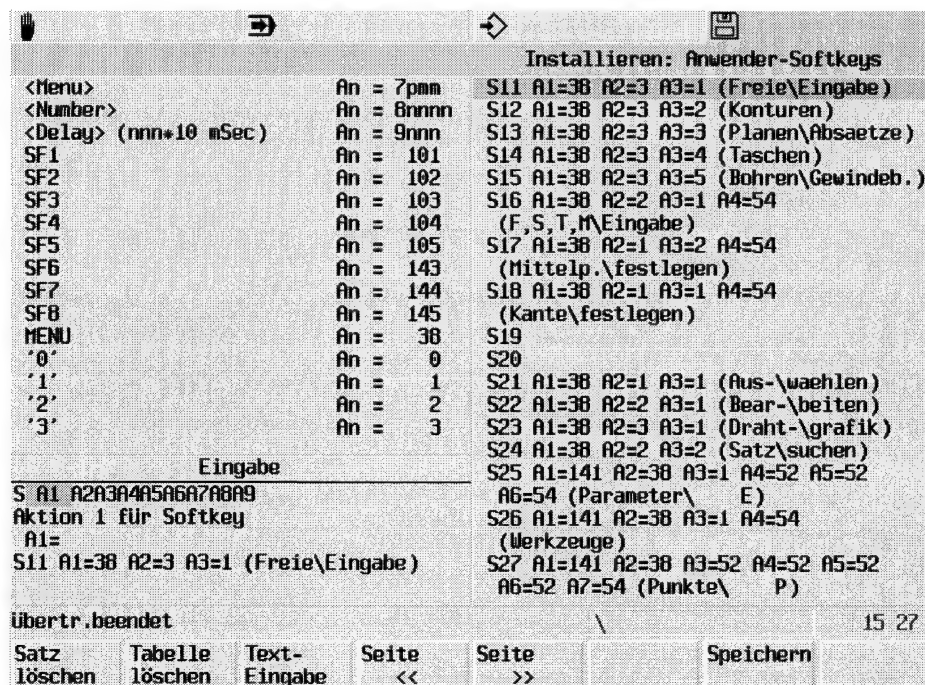 Installieren: Anwender-Softkeys
<Menu> An = 7pmm
<Number> An = 8nnnn
<Delay> (nnn*10 mSec) An = 9nnn
SF1 An = 101
SF2 An = 102
SF3 An = 103
SF4 An = 104
SF5 An = 105
SF6 An = 143
SF7 An = 144
SF8 An = 145
MENU An = 38
'0' An = 0
'1' An = 1
'2' An = 2
'3' An = 3
Eingabe
S A1 A2A3A4A5A6A7A8A9
Aktion 1 für Softkey
A1=
S11 A1=38 A2=3 A3=1 (Freie\Eingabe)
S11 A1=38 A2=3 A3=1 (Freie\Eingabe)
S12 A1=38 A2=3 A3=2 (Konturen)
S13 A1=38 A2=3 A3=3 (Planen\Absaetze)
S14 A1=38 A2=3 A3=4 (Taschen)
S15 A1=38 A2=3 A3=5 (Bohren\Gewindeb.)
S16 A1=38 A2=2 A3=1 A4=54
(F,S,T,M\Eingabe)
S17 A1=38 A2=1 A3=2 A4=54
(Mittelp.\festlegen)
S18 A1=38 A2=1 A3=1 A4=54
(Kante\festlegen)
S19
S20
S21 A1=38 A2=1 A3=1 (Aus-\waehlen)
S22 A1=38 A2=2 A3=1 (Bear-\beiten)
S23 A1=38 A2=3 A3=1 (Draht-\grafik)
S24 A1=38 A2=2 A3=2 (Satz\suchen)
S25 A1=141 A2=38 A3=1 A4=52 A5=52
A6=54 (Parameter\ E)
S26 A1=141 A2=38 A3=1 A4=54
(Werkzeuge)
S27 A1=141 A2=38 A3=52 A4=52 A5=52
A6=52 A7=54 (Punkte\ P)
übertr.beendet \ 15 27
Satz löschen
Tabelle löschen
Text-Eingabe
Seite <<
Seite >>
Speichern